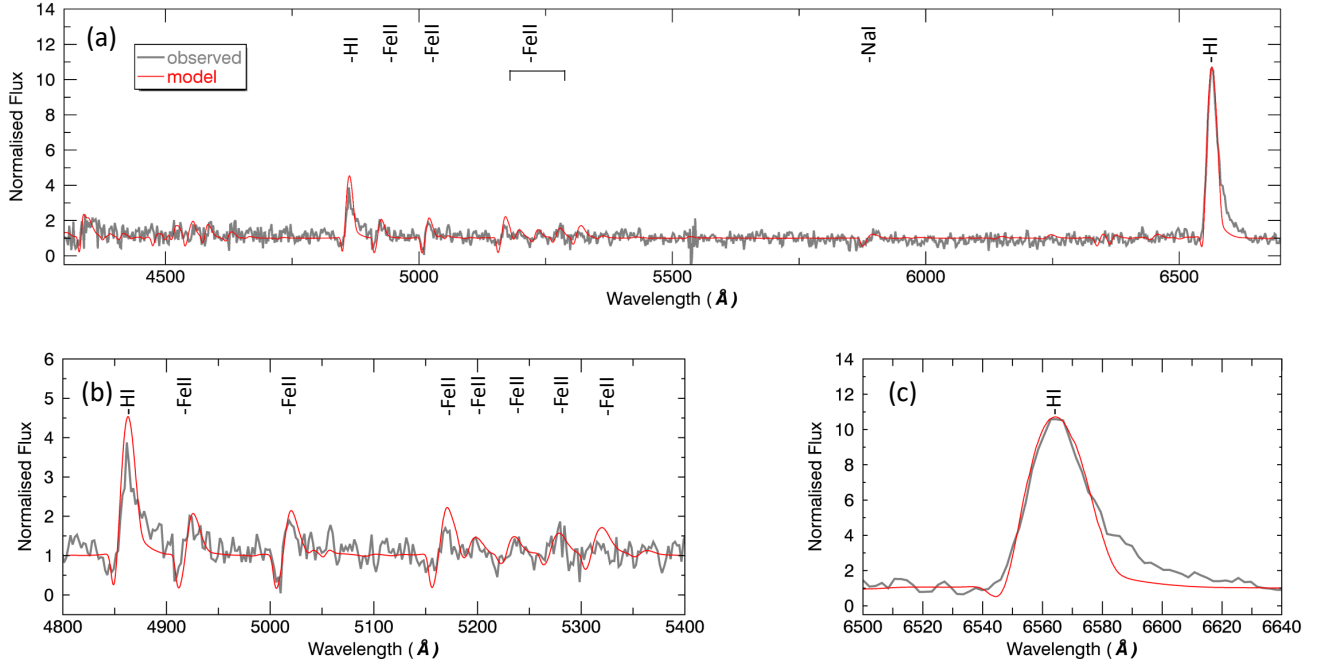 (a)
observed
model
-HI
-FeII
-FeII
-FeII
-NaI
-HI
Normalised Flux
14
12
10
8
6
4
2
0
4500
5000
5500
6000
6500
Wavelength (Å)
(b)
-HI
-FeII
-FeII
-FeII
-FeII
-FeII
-FeII
-FeII
Normalised Flux
6
5
4
3
2
1
0
4800
4900
5000
5100
5200
5300
5400
Wavelength (Å)
(c)
-HI
Normalised Flux
14
12
10
8
6
4
2
0
6500
6520
6540
6560
6580
6600
6620
6640
Wavelength (Å)